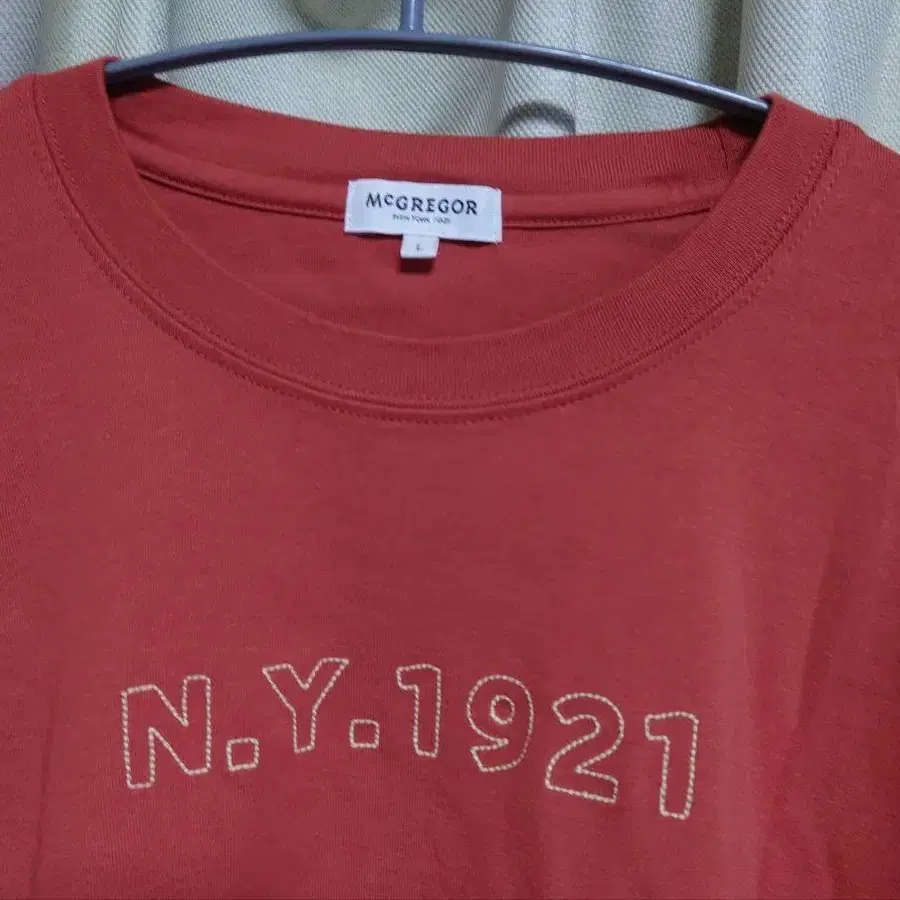 McGREGOR
NEW YORK, 1921
L
N.Y.1921